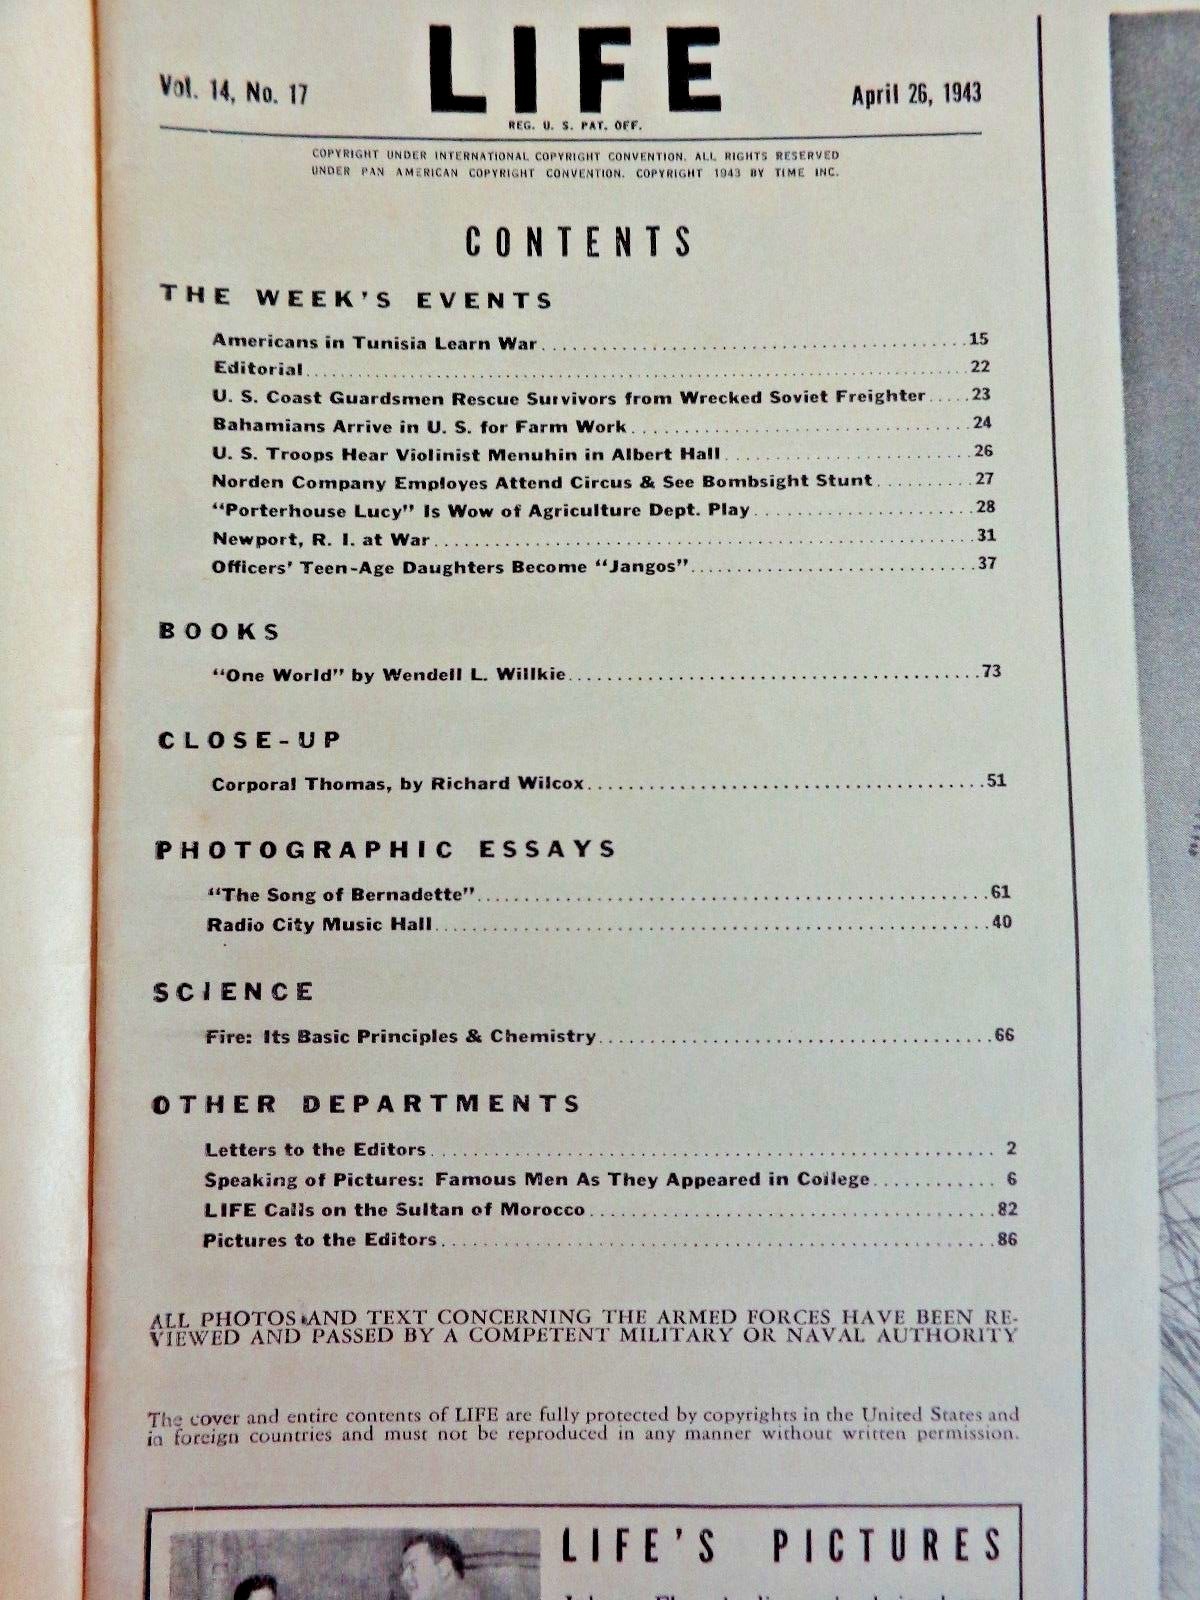 LIFE
Vol. 14, No. 17
April 26, 1943
REG. U. S. PAT. OFF.
COPYRIGHT UNDER INTERNATIONAL COPYRIGHT CONVENTION. ALL RIGHTS RESERVED
UNDER PAN AMERICAN COPYRIGHT CONVENTION. COPYRIGHT 1943 BY TIME INC.
CONTENTS
THE WEEK'S EVENTS
Americans in Tunisia Learn War 15
Editorial 22
U. S. Coast Guardsmen Rescue Survivors from Wrecked Soviet Freighter 23
Bahamians Arrive in U. S. for Farm Work 24
U. S. Troops Hear Violinist Menuhin in Albert Hall 26
Norden Company Employes Attend Circus & See Bombsight Stunt 27
"Porterhouse Lucy" Is Wow of Agriculture Dept. Play 28
Newport, R. I. at War 31
Officers' Teen-Age Daughters Become "Jangos" 37
BOOKS
"One World" by Wendell L. Willkie 73
CLOSE-UP
Corporal Thomas, by Richard Wilcox 51
PHOTOGRAPHIC ESSAYS
"The Song of Bernadette" 61
Radio City Music Hall 40
SCIENCE
Fire: Its Basic Principles & Chemistry 66
OTHER DEPARTMENTS
Letters to the Editors 2
Speaking of Pictures: Famous Men As They Appeared in College 6
LIFE Calls on the Sultan of Morocco 82
Pictures to the Editors 86
ALL PHOTOS AND TEXT CONCERNING THE ARMED FORCES HAVE BEEN RE-
VIEWED AND PASSED BY A COMPETENT MILITARY OR NAVAL AUTHORITY
The cover and entire contents of LIFE are fully protected by copyrights in the United States and
in foreign countries and must not be reproduced in any manner without written permission.
LIFE'S PICTURES